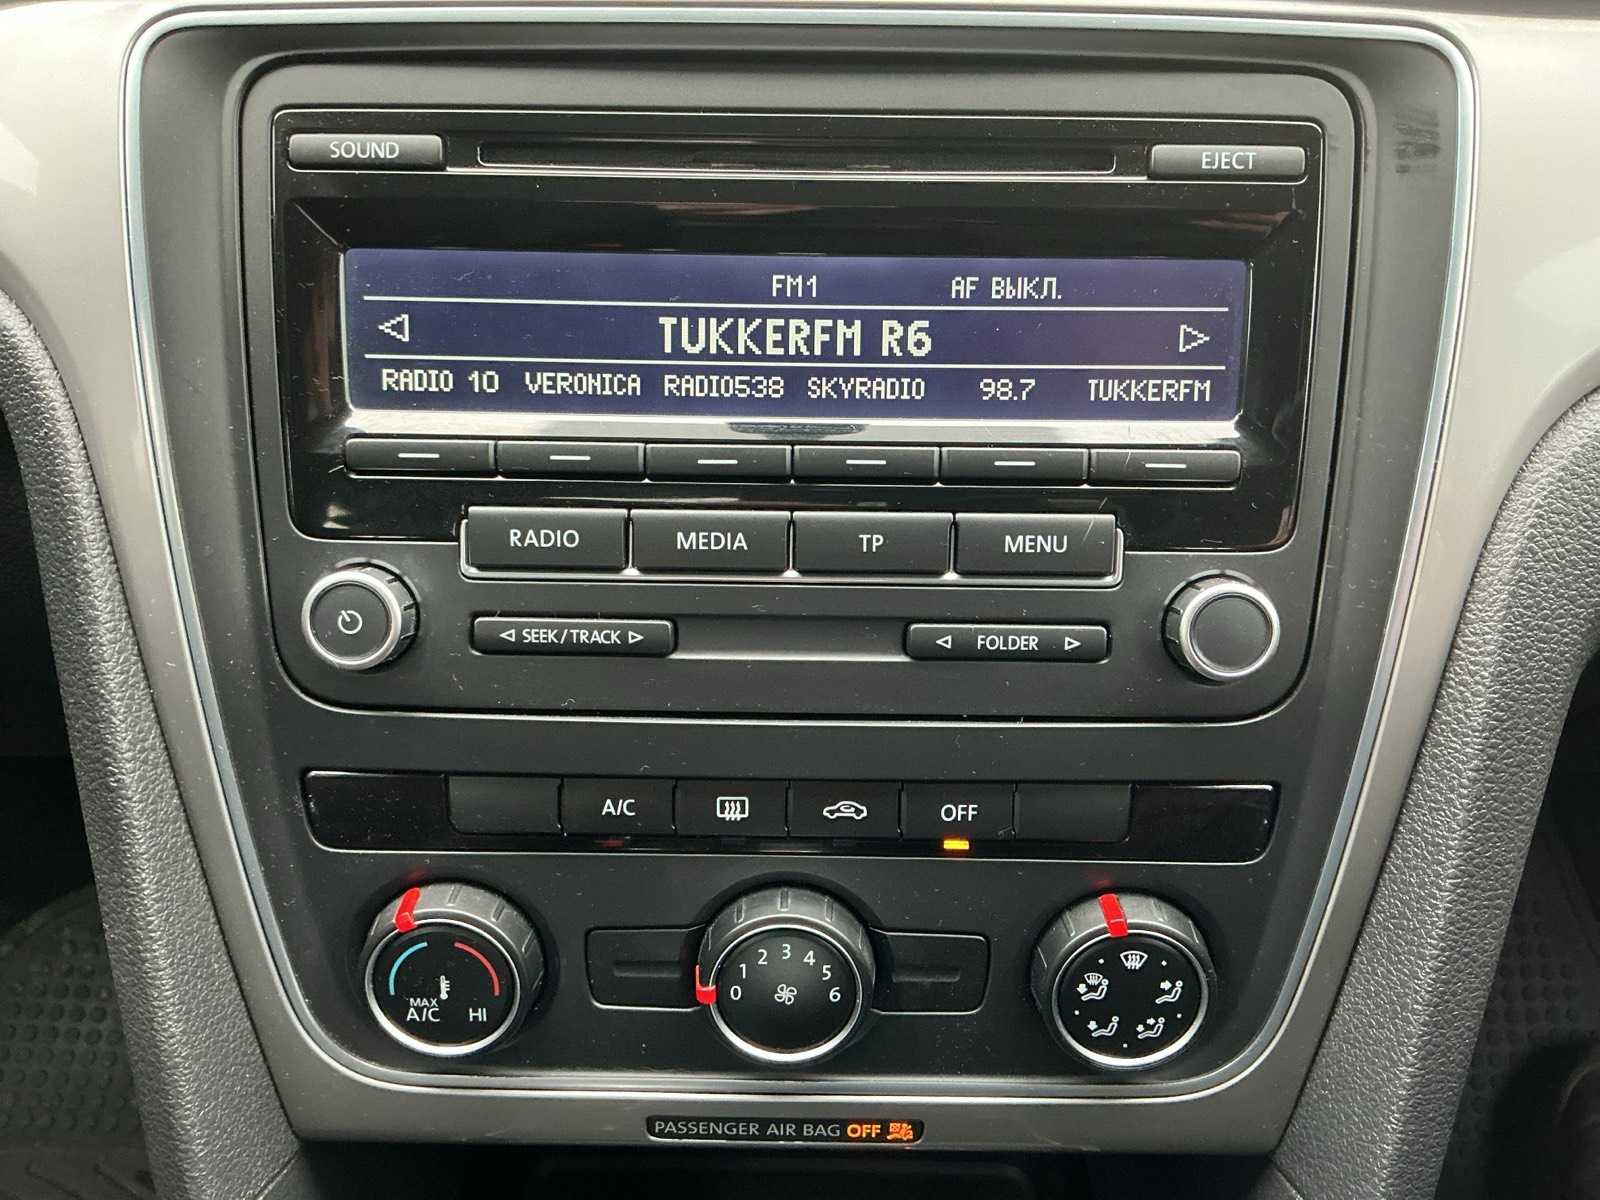 SOUND
EJECT
FM1 AF ВЫКЛ.
TUKKERFM R6
RADIO 10 VERONICA RADIO538 SKYRADIO 98.7 TUKKERFM
RADIO MEDIA TP MENU
SEEK/TRACK FOLDER
A/C OFF
0 1 2 3 4 5 6
MAX
A/C HI
PASSENGER AIR BAG OFF